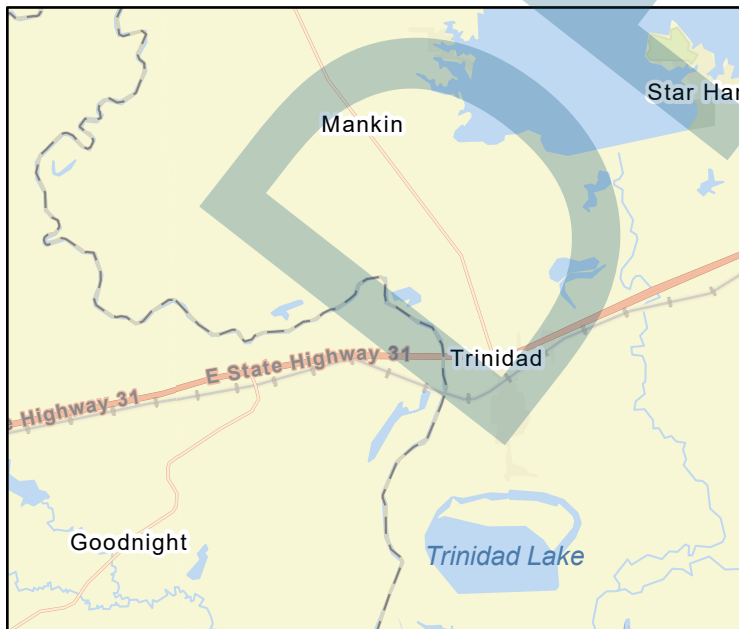 Star Har
Mankin
Trinidad
E State Highway 31
e Highway 31
Goodnight
Trinidad Lake